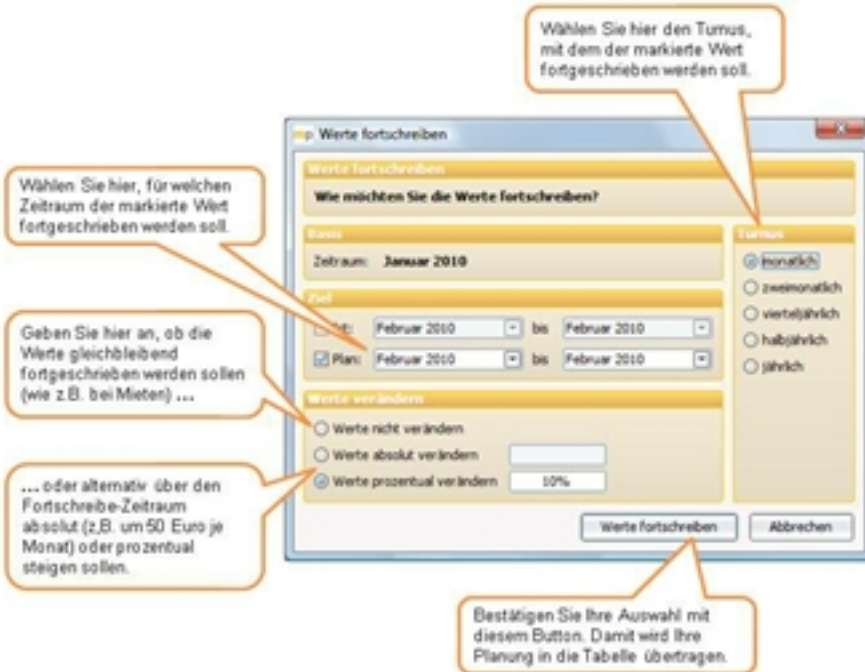 Wählen Sie hier den Turnus,
mit dem der markierte Wert
fortgeschrieben werden soll.
mp Werte fortschreiben
Werte fortschreiben
Wie möchten Sie die Werte fortschreiben?
Wählen Sie hier, für welchen
Zeitraum der markierte Wert
fortgeschrieben werden soll.
Basis
Zeitraum: Januar 2010
Turnus
monatlich
zweimonatlich
vierteljährlich
halbjährlich
jährlich
Ziel
Februar 2010 bis Februar 2010
Plan: Februar 2010 bis Februar 2010
Geben Sie hier an, ob die
Werte gleichbleibend
fortgeschrieben werden sollen
(wie z.B. bei Mieten) ...
Werte verändern
Werte nicht verändern
Werte absolut verändern
Werte prozentual verändern 10%
... oder alternativ über den
Fortschreibe-Zeitraum
absolut (z,B. um 50 Euro je
Monat) oder prozentual
steigen sollen.
Werte fortschreiben Abbrechen
Bestätigen Sie Ihre Auswahl mit
diesem Button. Damit wird Ihre
Planung in die Tabelle übertragen.